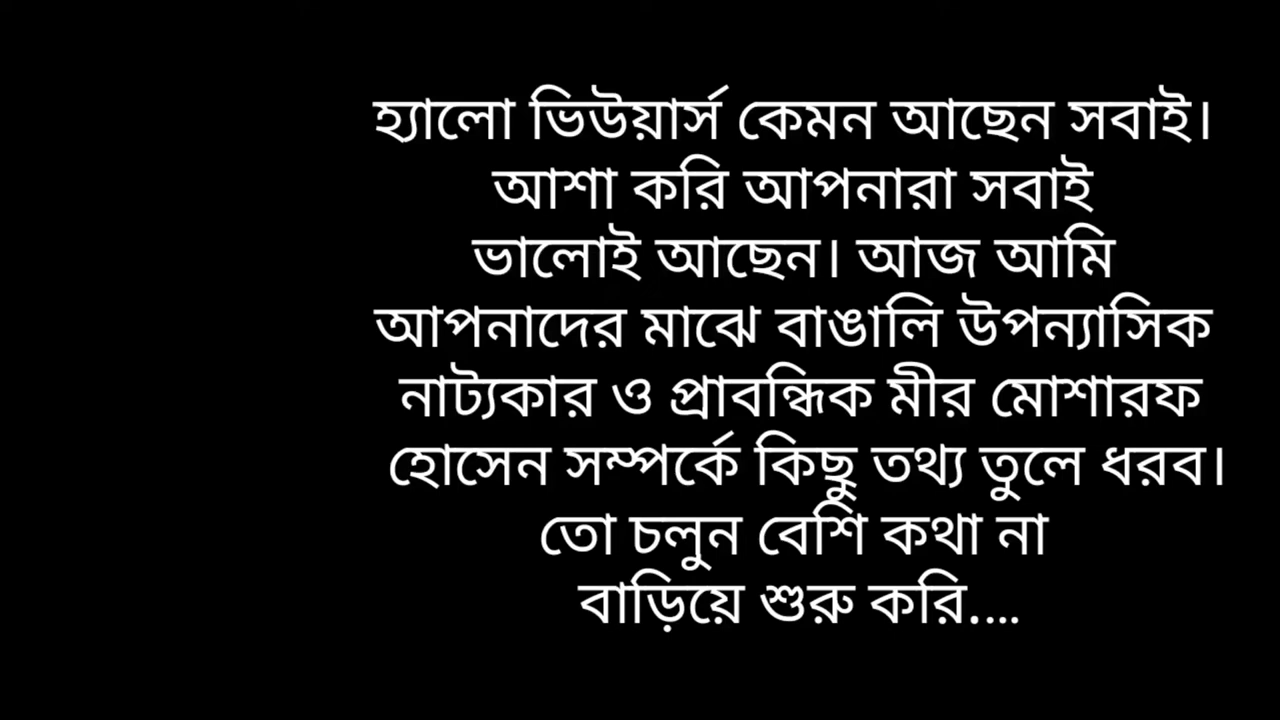 হ্যালো ভিউয়ার্স কেমন আছেন সবাই।
আশা করি আপনারা সবাই
ভালোই আছেন। আজ আমি
আপনাদের মাঝে বাঙালি উপন্যাসিক
নাট্যকার ও প্রাবন্ধিক মীর মোশারফ
হোসেন সম্পর্কে কিছু তথ্য তুলে ধরব।
তো চলুন বেশি কথা না
বাড়িয়ে শুরু করি....